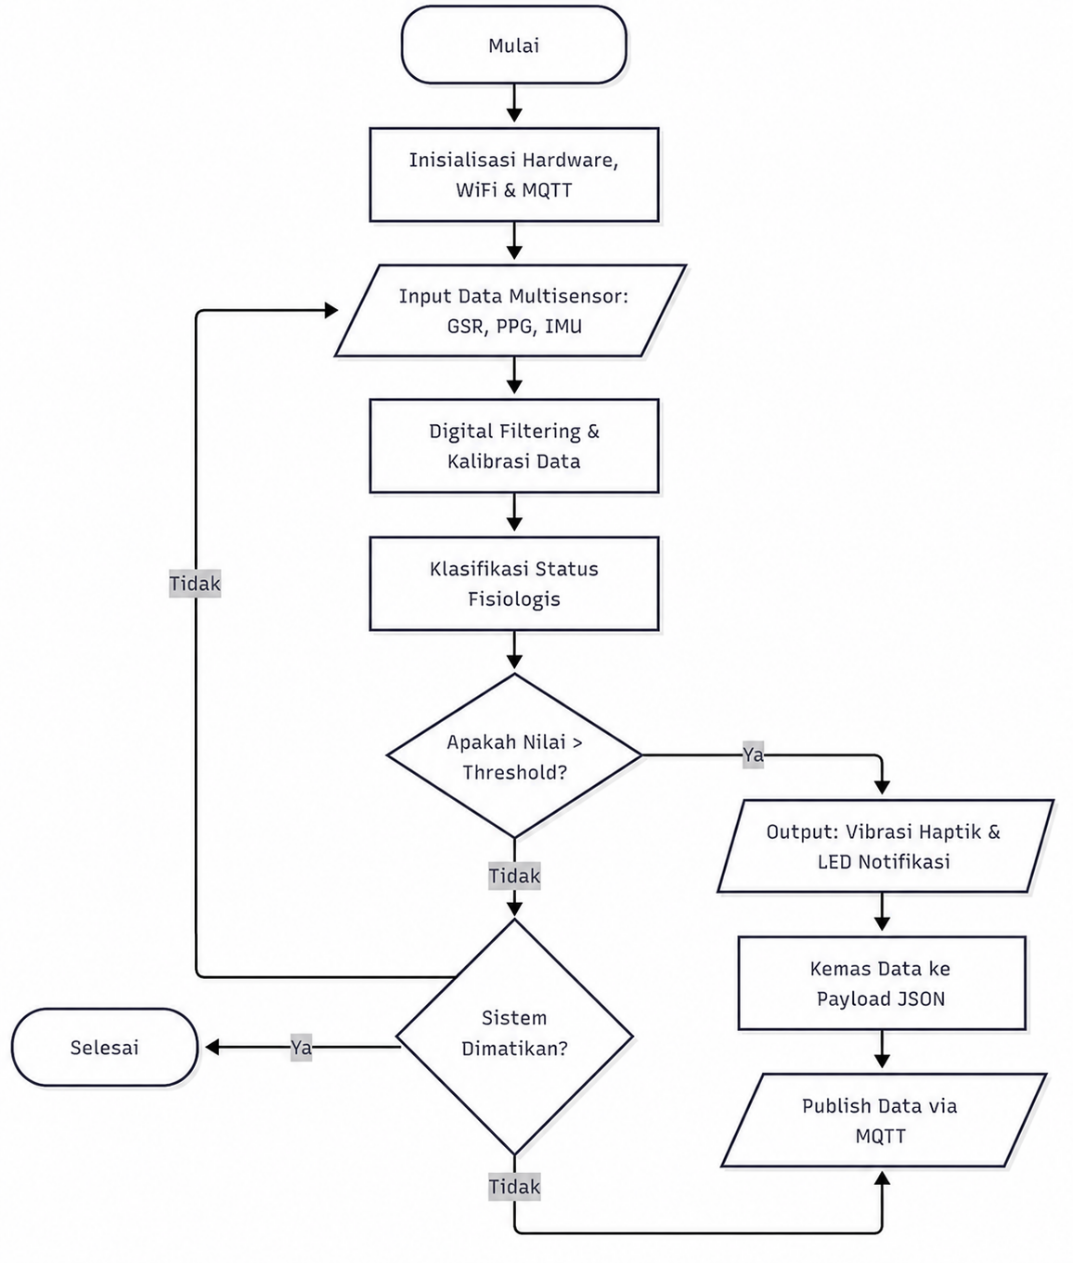 Mulai
Inisialisasi Hardware,
WiFi & MQTT
Input Data Multisensor:
GSR, PPG, IMU
Digital Filtering &
Kalibrasi Data
Klasifikasi Status
Fisiologis
Tidak
Apakah Nilai >
Threshold?
Ya
Output: Vibrasi Haptik &
LED Notifikasi
Tidak
Kemas Data ke
Payload JSON
Sistem
Dimatikan?
Ya
Selesai
Publish Data via
MQTT
Tidak